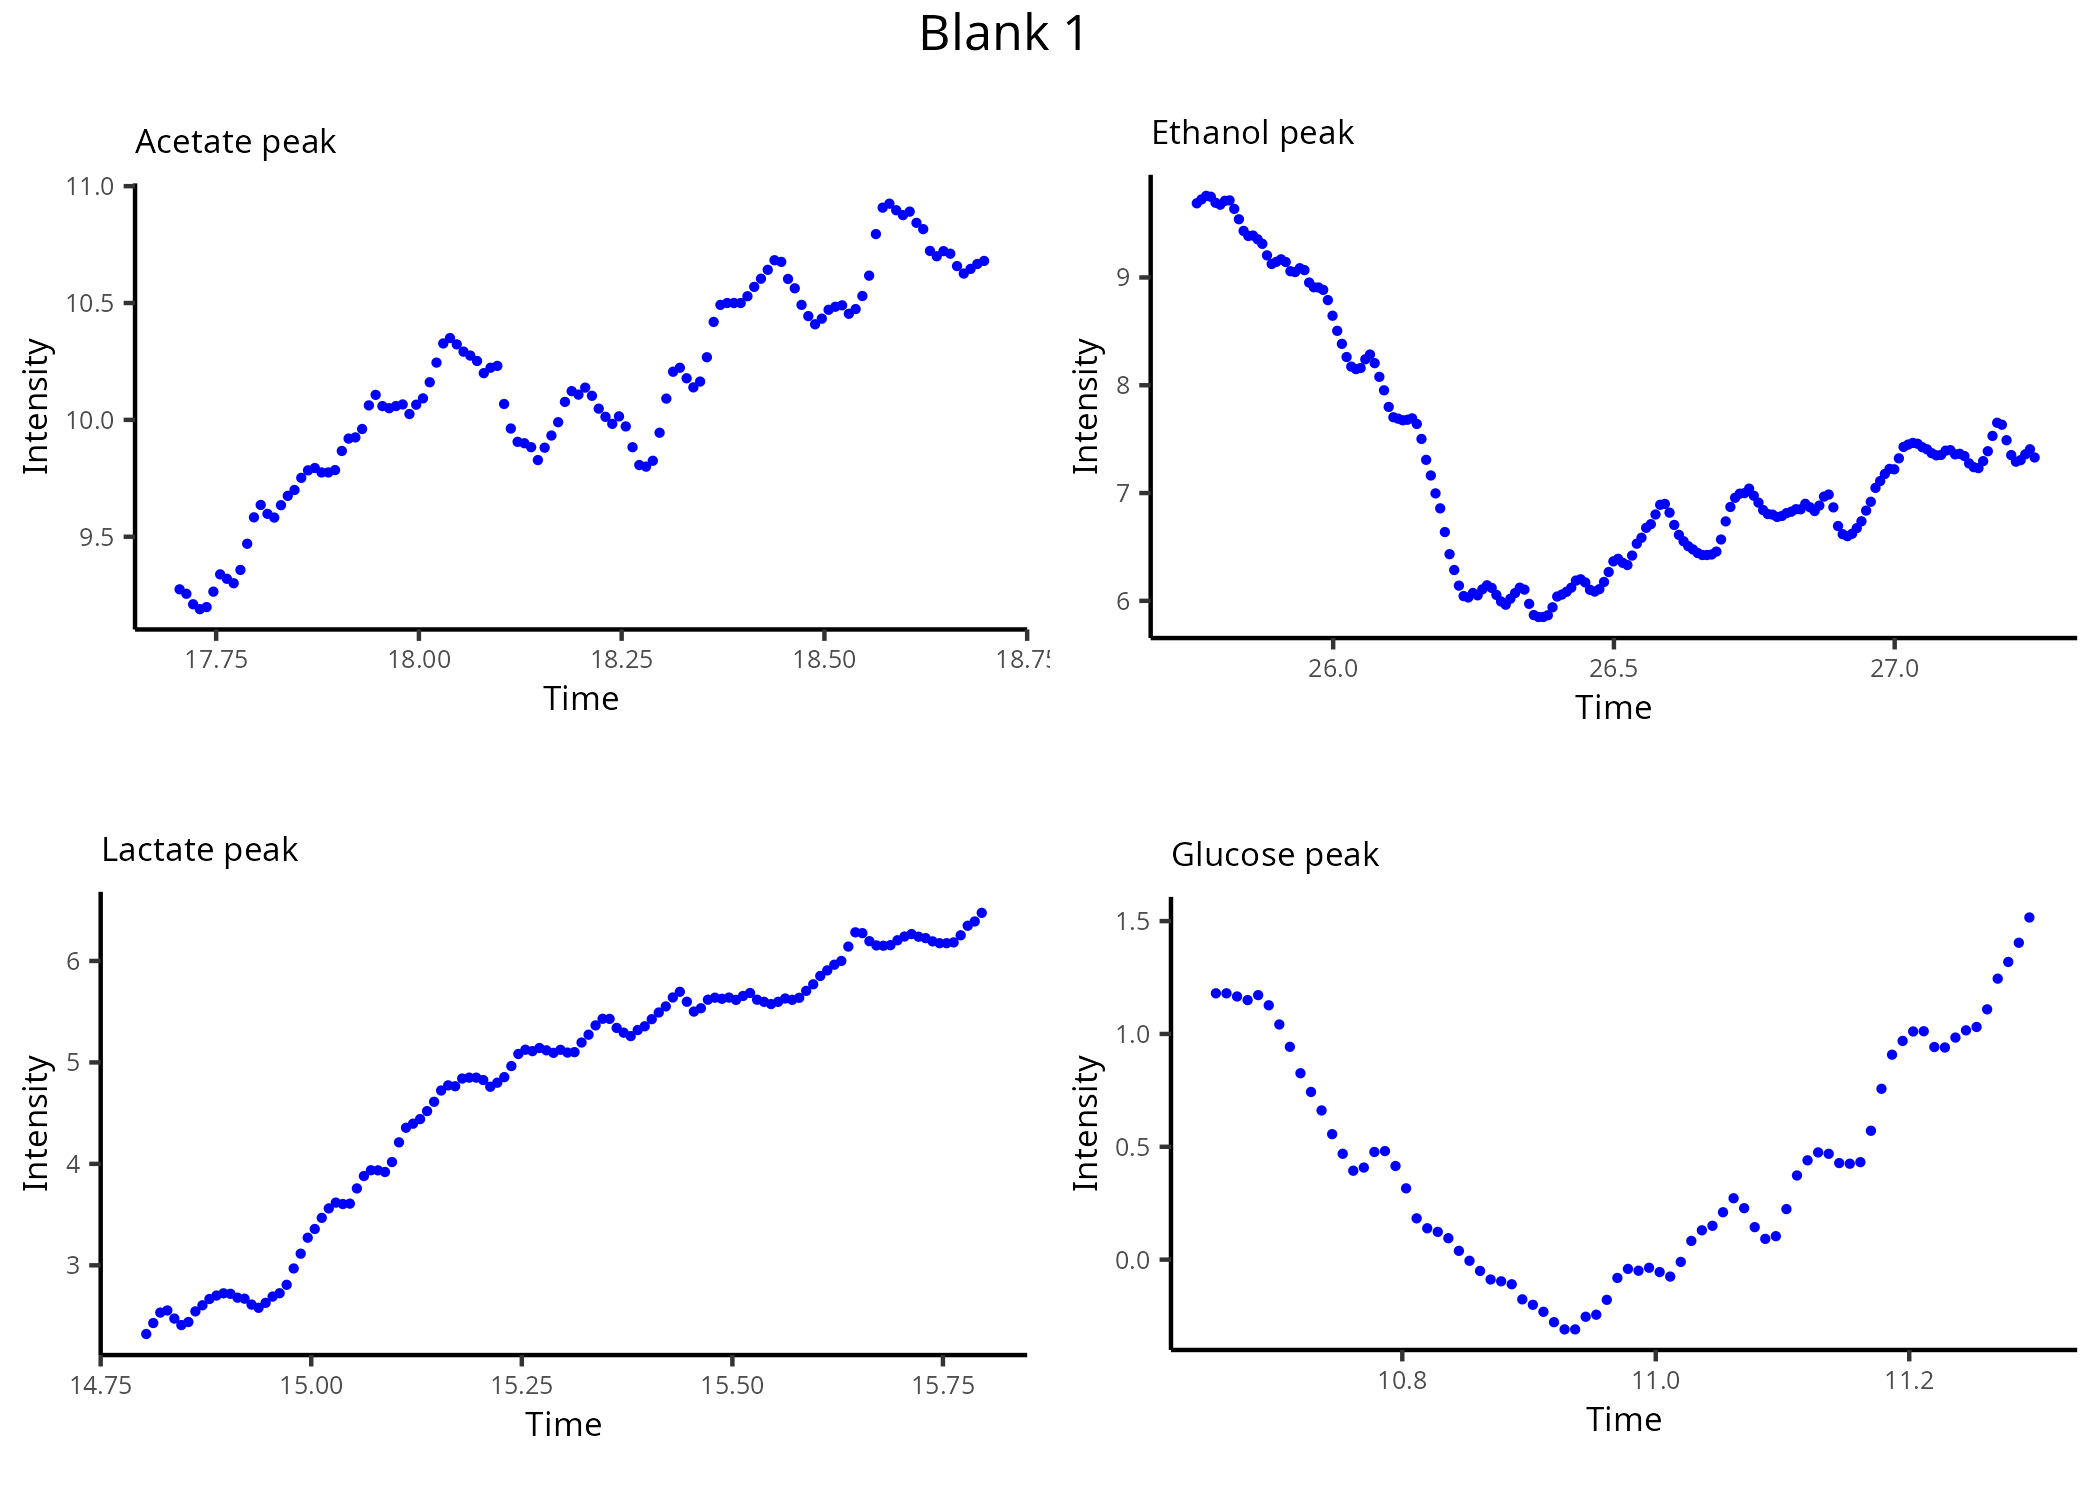 Blank 1
Acetate peak
11.0
10.5
10.0
9.5
Intensity
17.75 18.00 18.25 18.50 18.75
Time
Ethanol peak
9
8
7
6
Intensity
26.0 26.5 27.0
Time
Lactate peak
6
5
4
3
Intensity
14.75 15.00 15.25 15.50 15.75
Time
Glucose peak
1.5
1.0
0.5
0.0
Intensity
10.8 11.0 11.2
Time